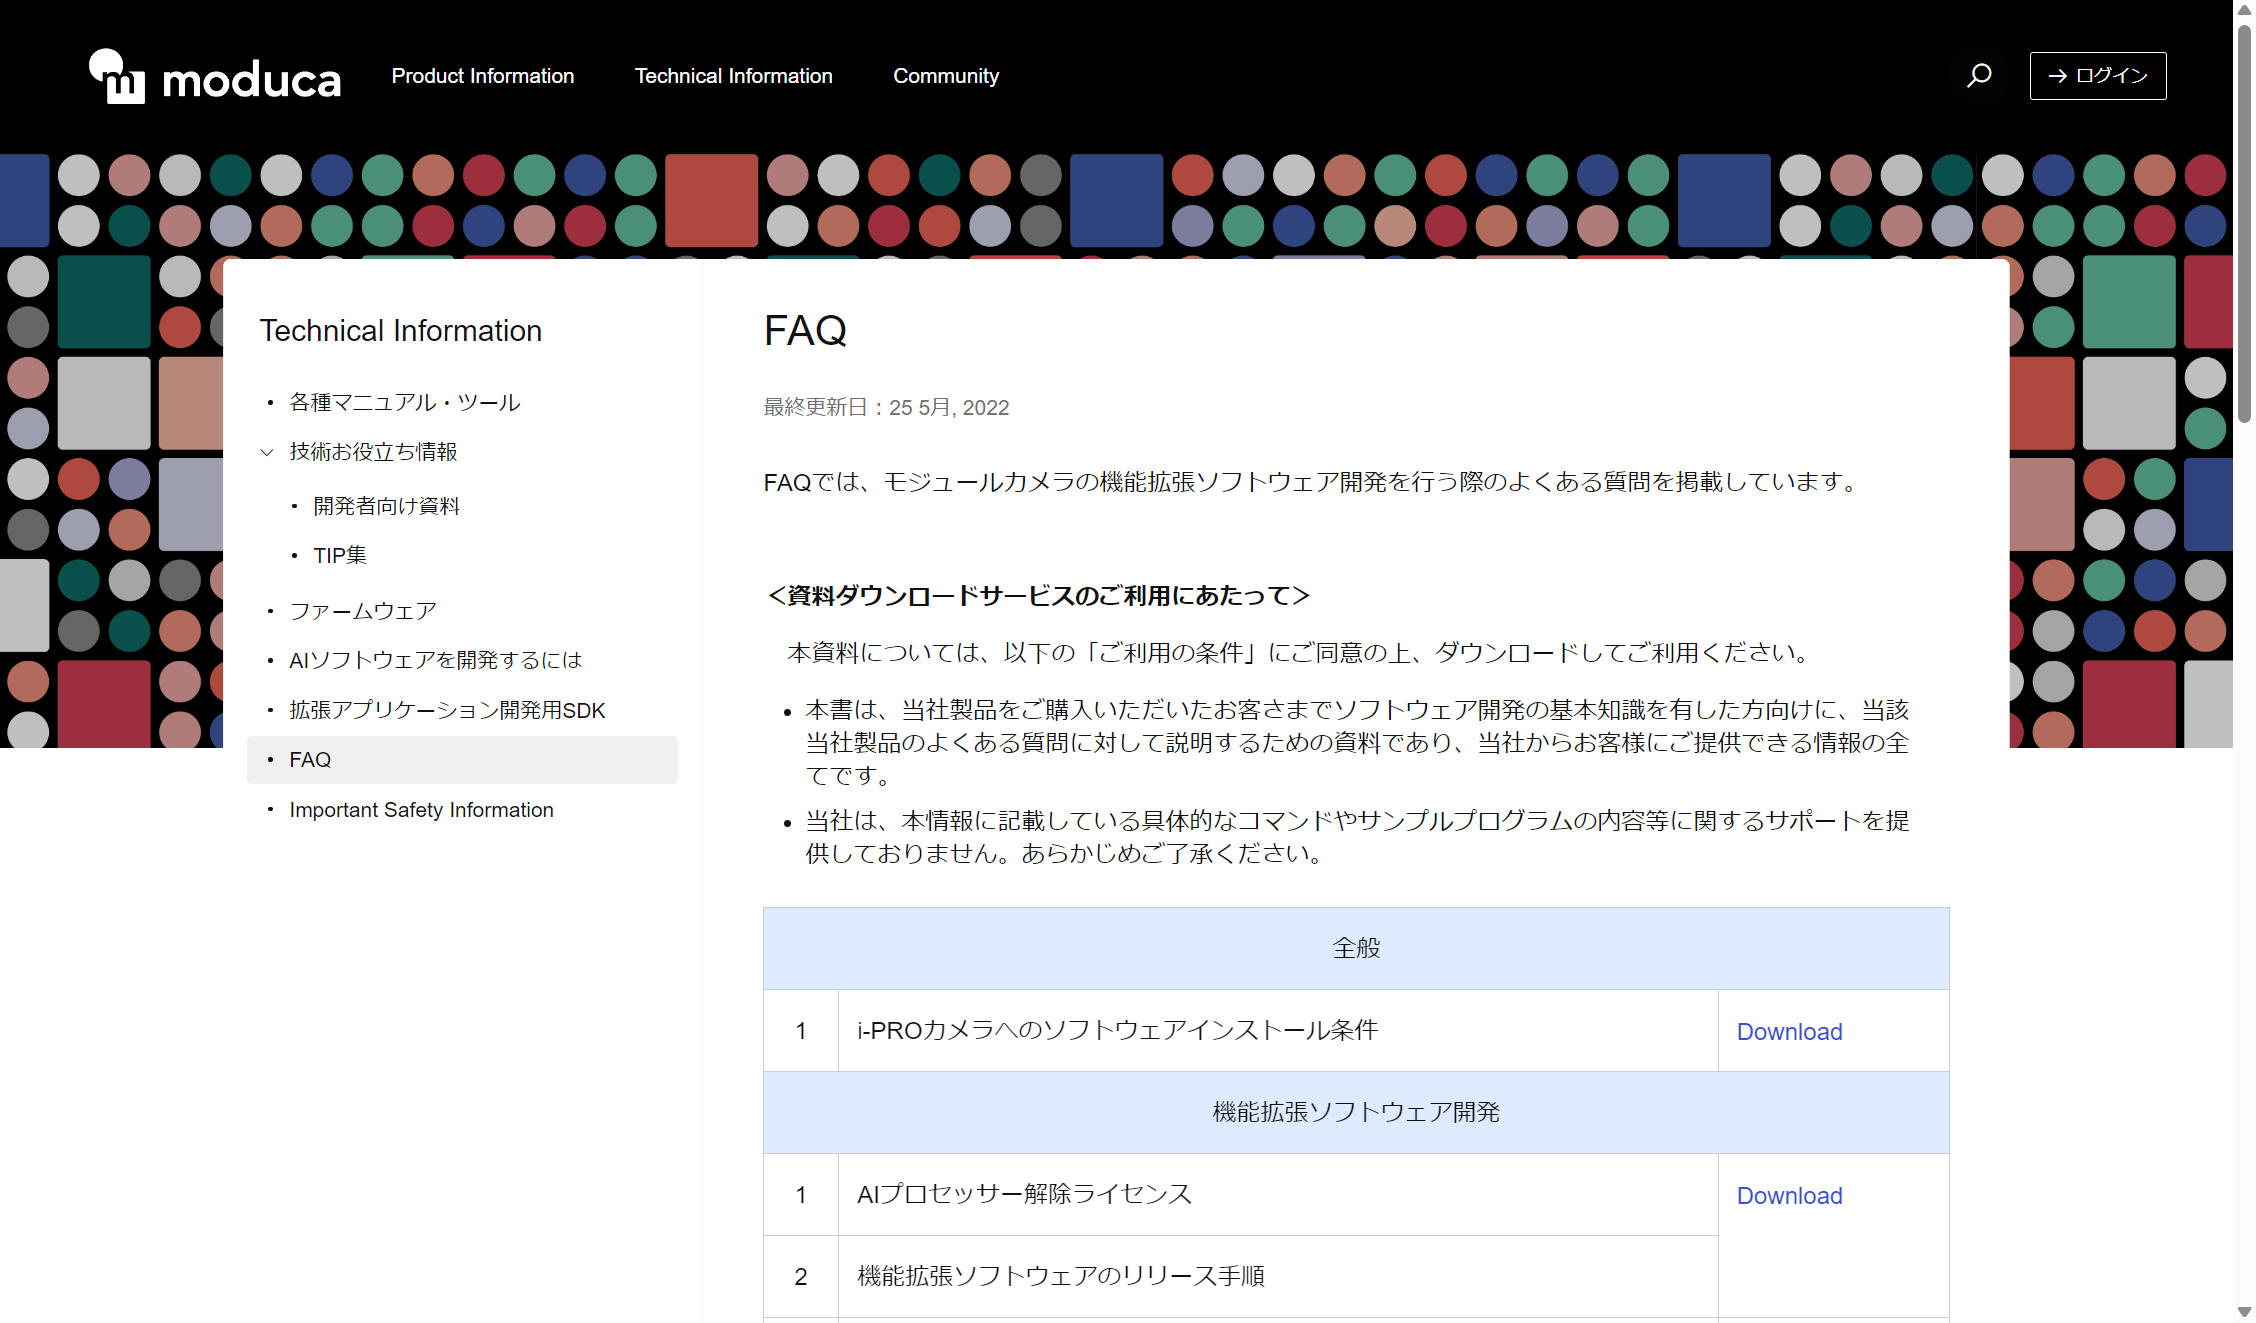 moduca
Product Information
Technical Information
Community
→ ログイン
Technical Information
・ 各種マニュアル・ツール
技術お役立ち情報
・ 開発者向け資料
・ TIP集
・ ファームウェア
・ AIソフトウェアを開発するには
・ 拡張アプリケーション開発用SDK
・ FAQ
・ Important Safety Information
FAQ
最終更新日：25 5月, 2022
FAQでは、モジュールカメラの機能拡張ソフトウェア開発を行う際のよくある質問を掲載しています。
＜資料ダウンロードサービスのご利用にあたって＞
本資料については、以下の「ご利用の条件」にご同意の上、ダウンロードしてご利用ください。
• 本書は、当社製品をご購入いただいたお客さまでソフトウェア開発の基本知識を有した方向けに、当該
当社製品のよくある質問に対して説明するための資料であり、当社からお客様にご提供できる情報の全
てです。
• 当社は、本情報に記載している具体的なコマンドやサンプルプログラムの内容等に関するサポートを提
供しておりません。あらかじめご了承ください。
全般
1 i-PROカメラへのソフトウェアインストール条件 Download
機能拡張ソフトウェア開発
1 AIプロセッサー解除ライセンス Download
2 機能拡張ソフトウェアのリリース手順